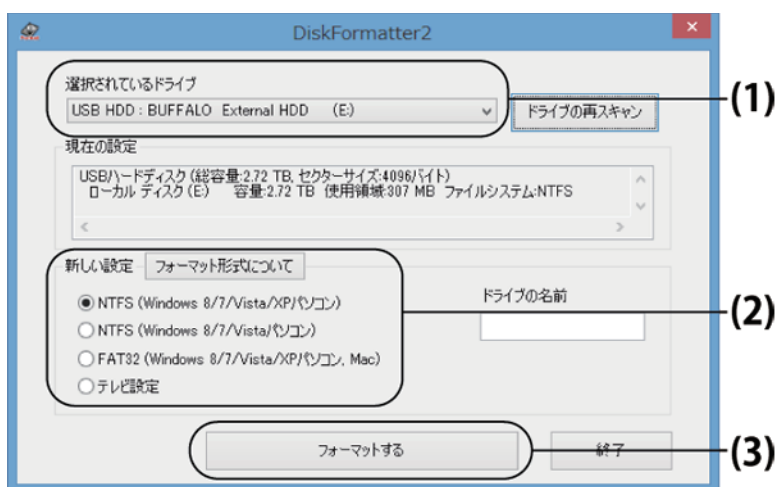 DiskFormatter2
選択されているドライブ
USB HDD : BUFFALO External HDD (E:)
ドライブの再スキャン
(1)
現在の設定
USBハードディスク (総容量:2.72 TB, セクターサイズ:4096バイト)
ローカル ディスク (E:) 容量:2.72 TB 使用領域:307 MB ファイルシステム:NTFS
新しい設定 フォーマット形式について
NTFS (Windows 8/7/Vista/XPパソコン)
NTFS (Windows 8/7/Vistaパソコン)
FAT32 (Windows 8/7/Vista/XPパソコン, Mac)
テレビ設定
ドライブの名前
(2)
フォーマットする
終了
(3)